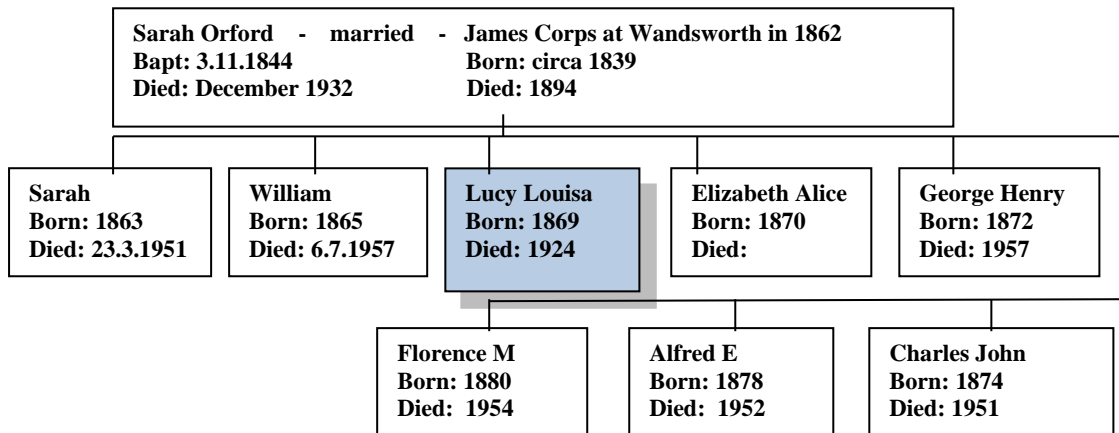 Sarah Orford - married - James Corps at Wandsworth in 1862
Bapt: 3.11.1844 Born: circa 1839
Died: December 1932 Died: 1894
Sarah
Born: 1863
Died: 23.3.1951
William
Born: 1865
Died: 6.7.1957
Lucy Louisa
Born: 1869
Died: 1924
Elizabeth Alice
Born: 1870
Died:
George Henry
Born: 1872
Died: 1957
Florence M
Born: 1880
Died: 1954
Alfred E
Born: 1878
Died: 1952
Charles John
Born: 1874
Died: 1951